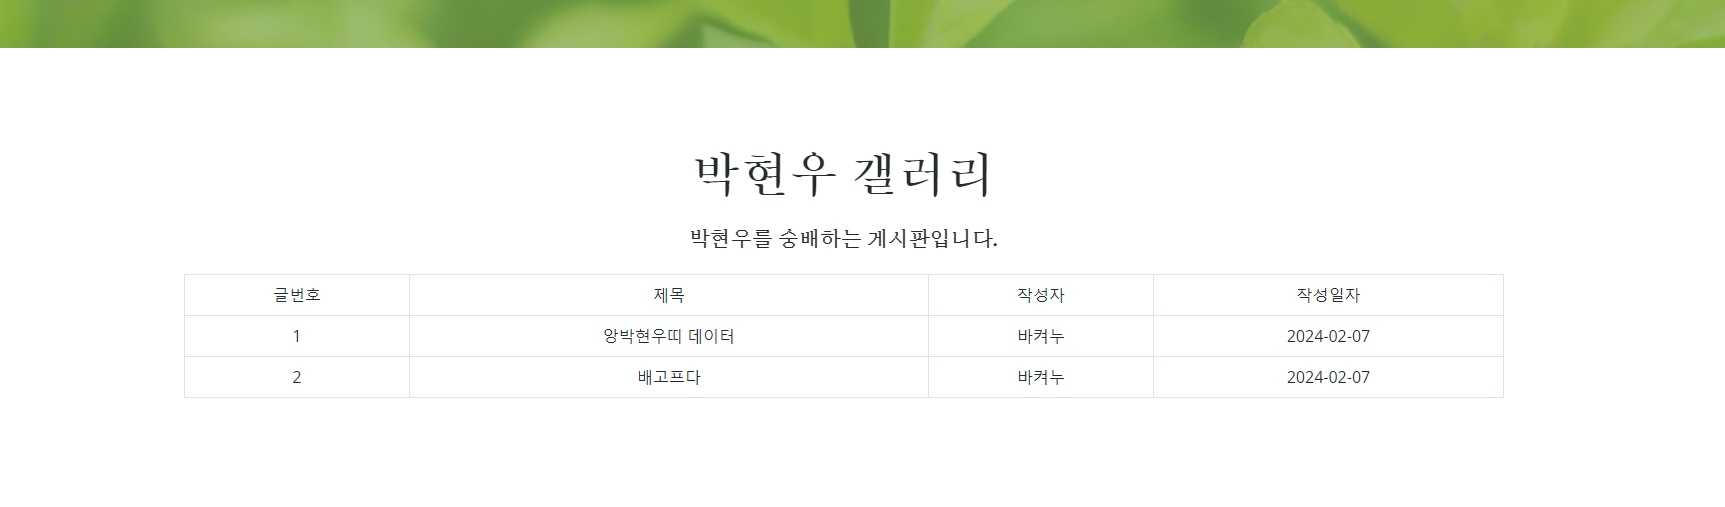 박현우 갤러리
박현우를 숭배하는 게시판입니다.
글번호 제목 작성자 작성일자
1 앙박현우띠 데이터 바켜누 2024-02-07
2 배고프다 바켜누 2024-02-07